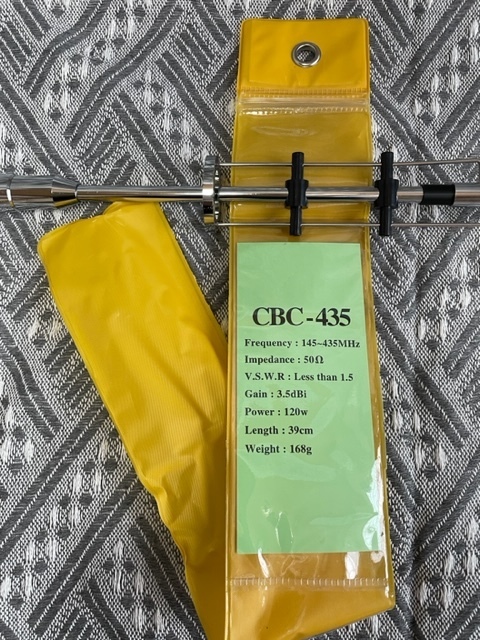 CBC-435
Frequency : 145~435MHz
Impedance : 50Ω
V.S.W.R : Less than 1.5
Gain : 3.5dBi
Power : 120w
Length : 39cm
Weight : 168g